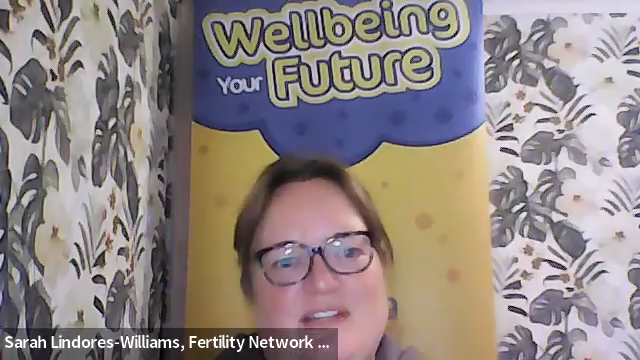 Wellbeing
Your Future
Sarah Lindores-Williams, Fertility Network ...